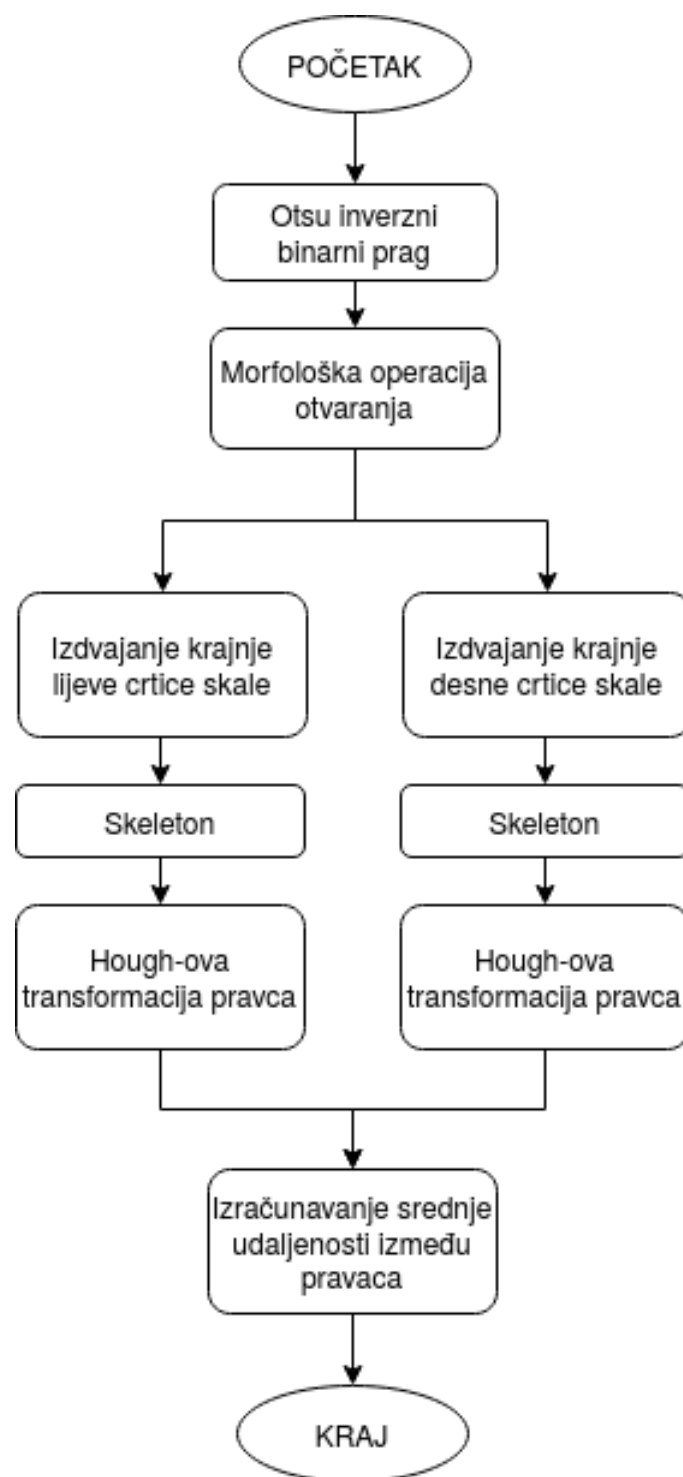 POČETAK
Otsu inverzni
binarni prag
Morfološka operacija
otvaranja
Izdvajanje krajnje
lijeve crtice skale
Izdvajanje krajnje
desne crtice skale
Skeleton
Skeleton
Hough-ova
transformacija pravca
Hough-ova
transformacija pravca
Izračunavanje srednje
udaljenosti između
pravaca
KRAJ